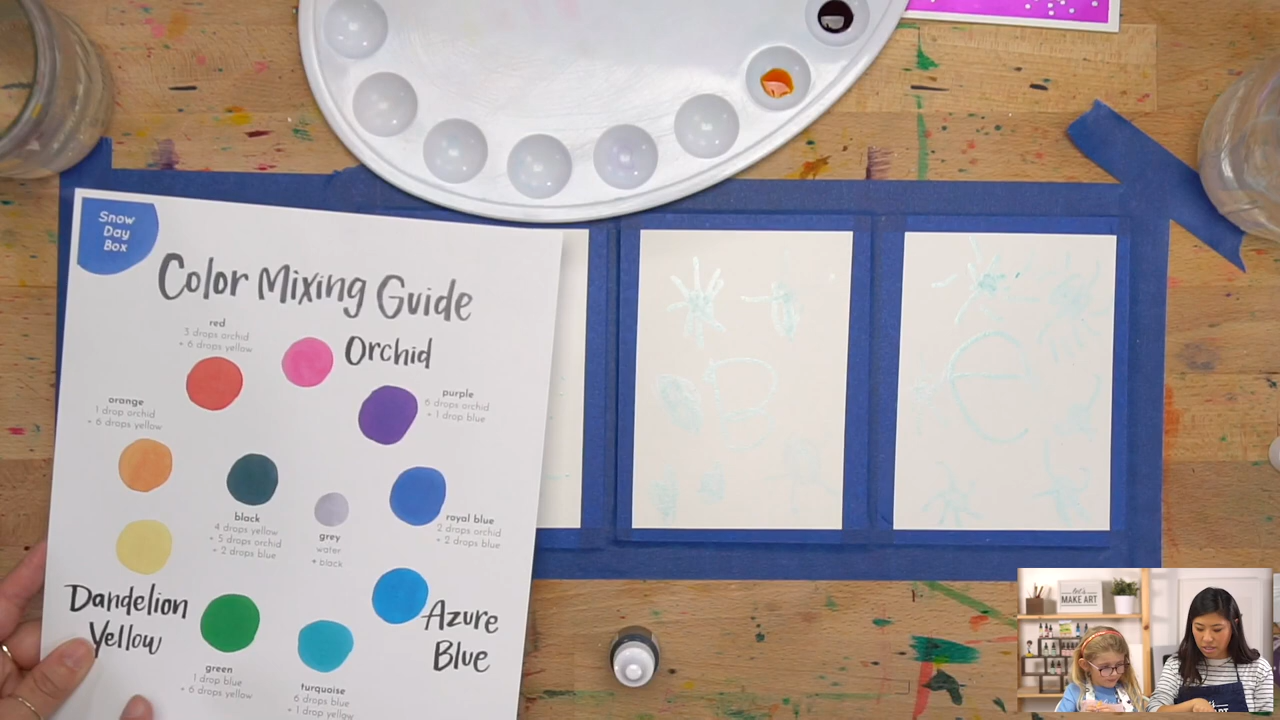 Snow
Day
Box
Color Mixing Guide
red
3 drops orchid
+ 6 drops yellow
Orchid
purple
6 drops orchid
+ 1 drop blue
orange
1 drop orchid
+ 6 drops yellow
black
4 drops yellow
+ 5 drops orchid
+ 2 drops blue
grey
water
+ black
royal blue
2 drops orchid
+ 2 drops blue
Dandelion
Yellow
Azure
Blue
green
1 drop blue
+ 6 drops yellow
turquoise
6 drops blue
+ 1 drop yellow
let's
MAKE ART